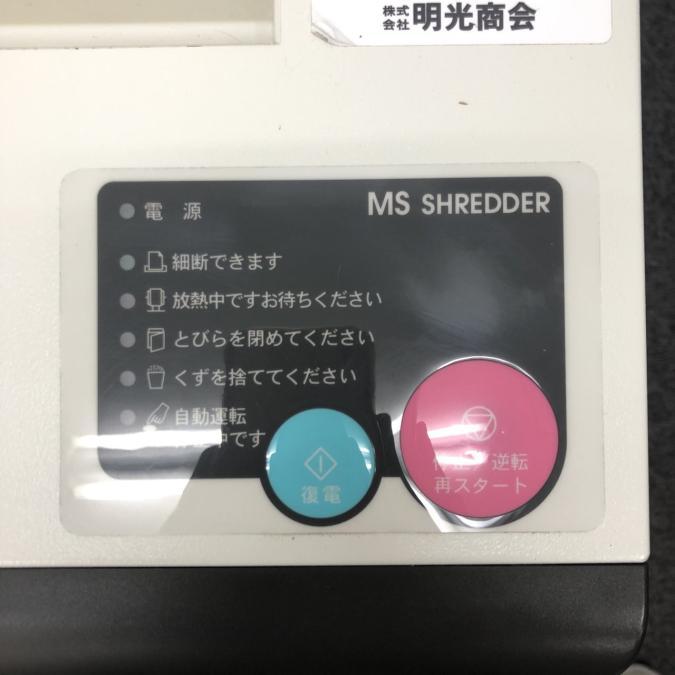 株式
会社 明光商会
電 源
MS SHREDDER
細断できます
放熱中ですお待ちください
とびらを閉めてください
くずを捨ててください
自動運転
中です
復電
逆転
再スタート